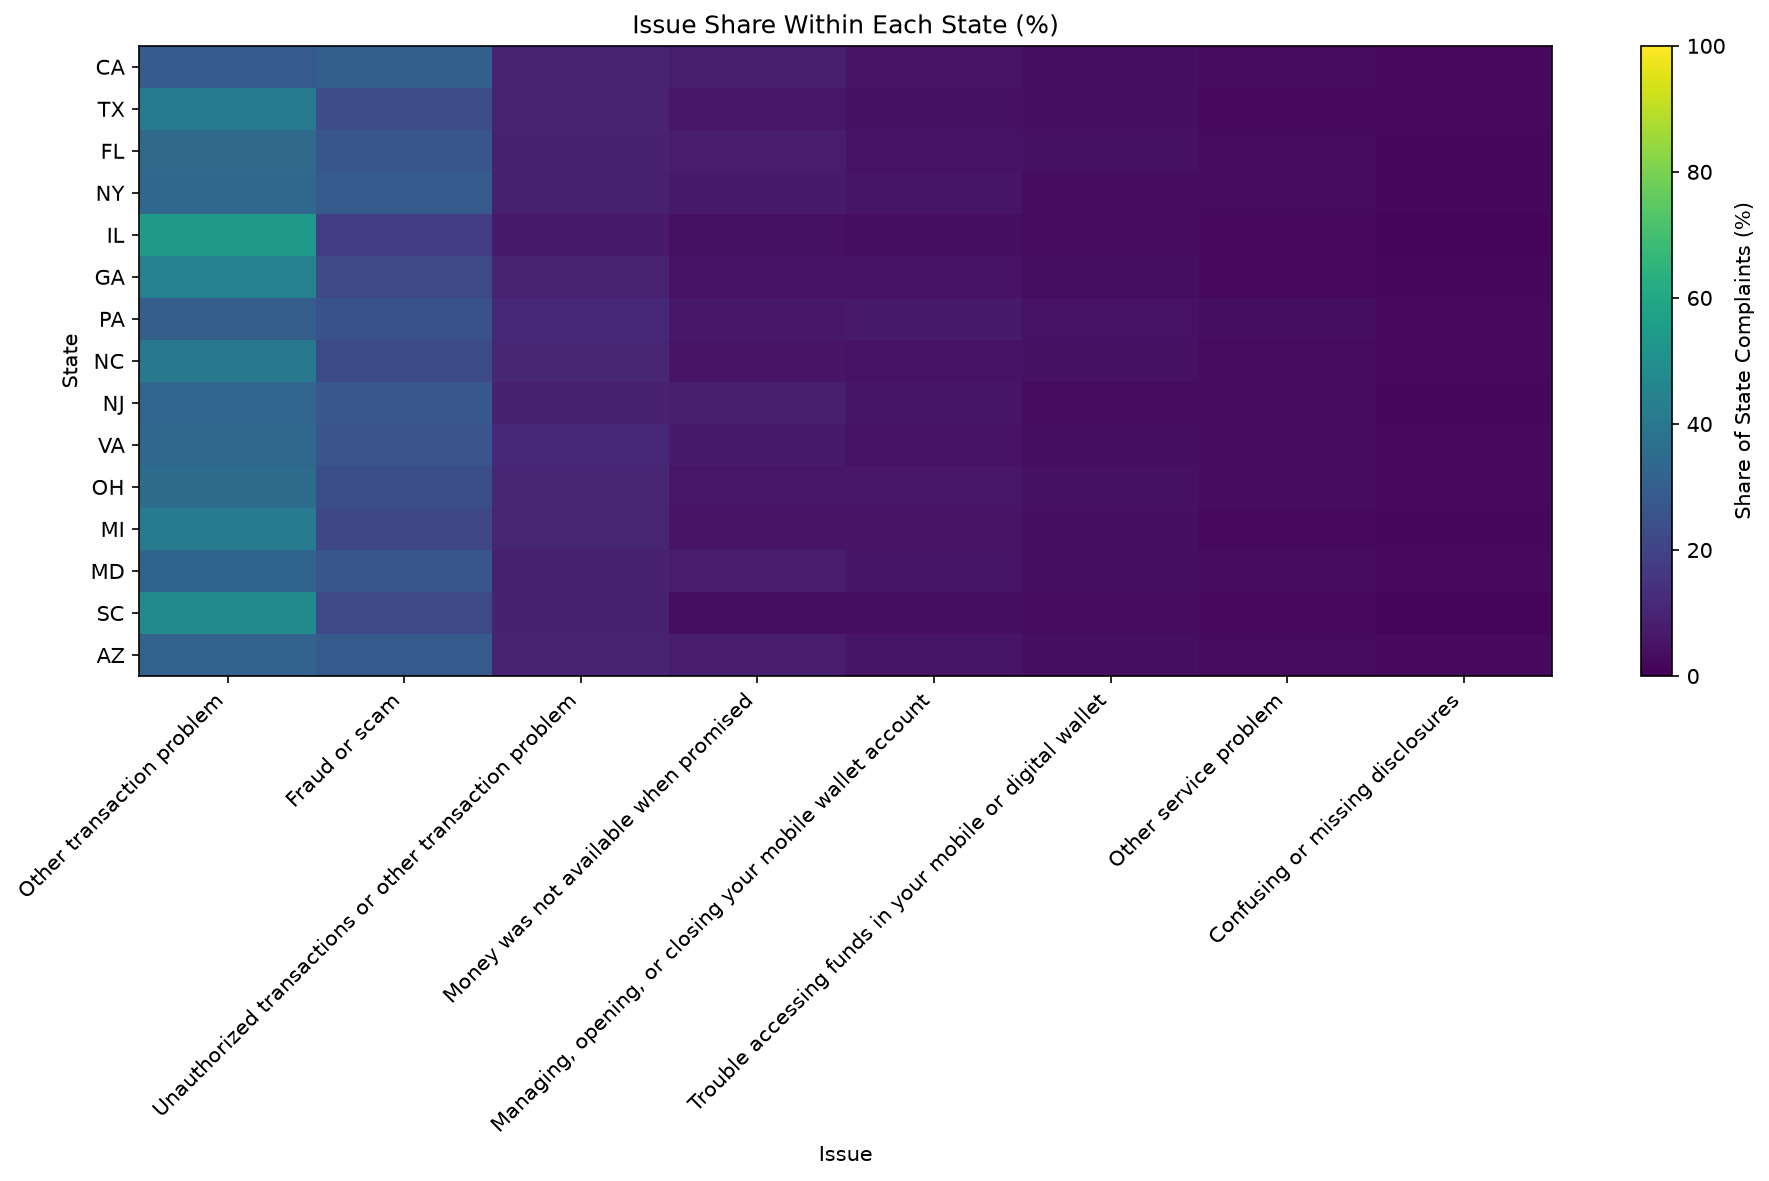 Issue Share Within Each State (%)
State
CA
TX
FL
NY
IL
GA
PA
NC
NJ
VA
OH
MI
MD
SC
AZ
Other transaction problem
Fraud or scam
Unauthorized transactions or other transaction problem
Money was not available when promised
Managing, opening, or closing your mobile wallet account
Trouble accessing funds in your mobile or digital wallet
Other service problem
Confusing or missing disclosures
Issue
100
80
60
40
20
0
Share of State Complaints (%)